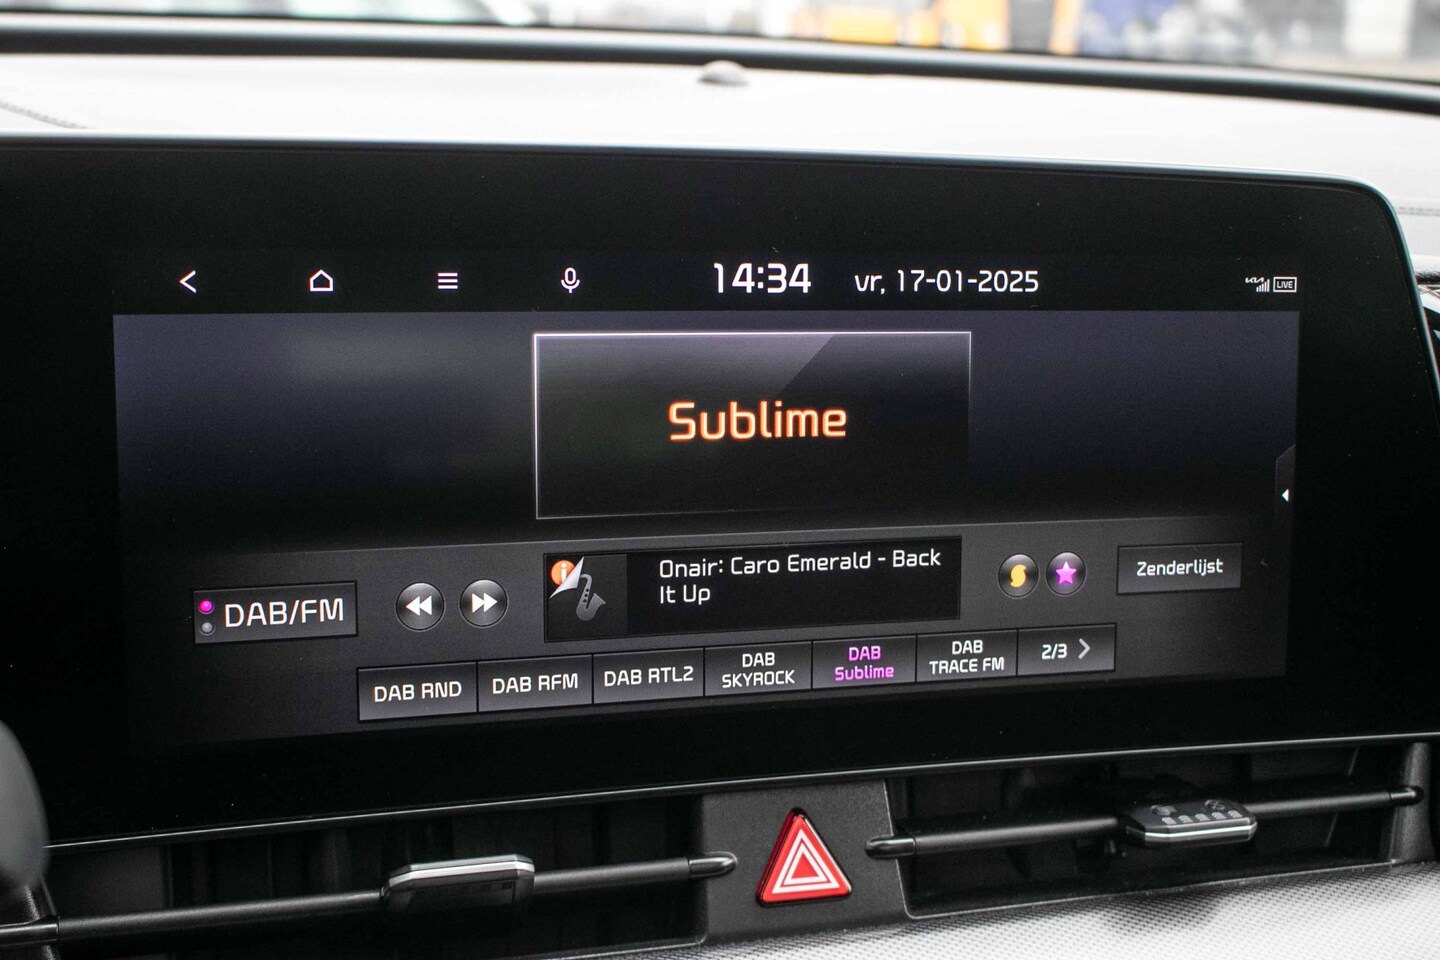 14:34 vr, 17-01-2025
KIA LIVE
Sublime
Onair: Caro Emerald - Back
It Up
Zenderlijst
DAB/FM
DAB RND
DAB RFM
DAB RTL2
DAB
SKYROCK
DAB
Sublime
DAB
TRACE FM
2/3